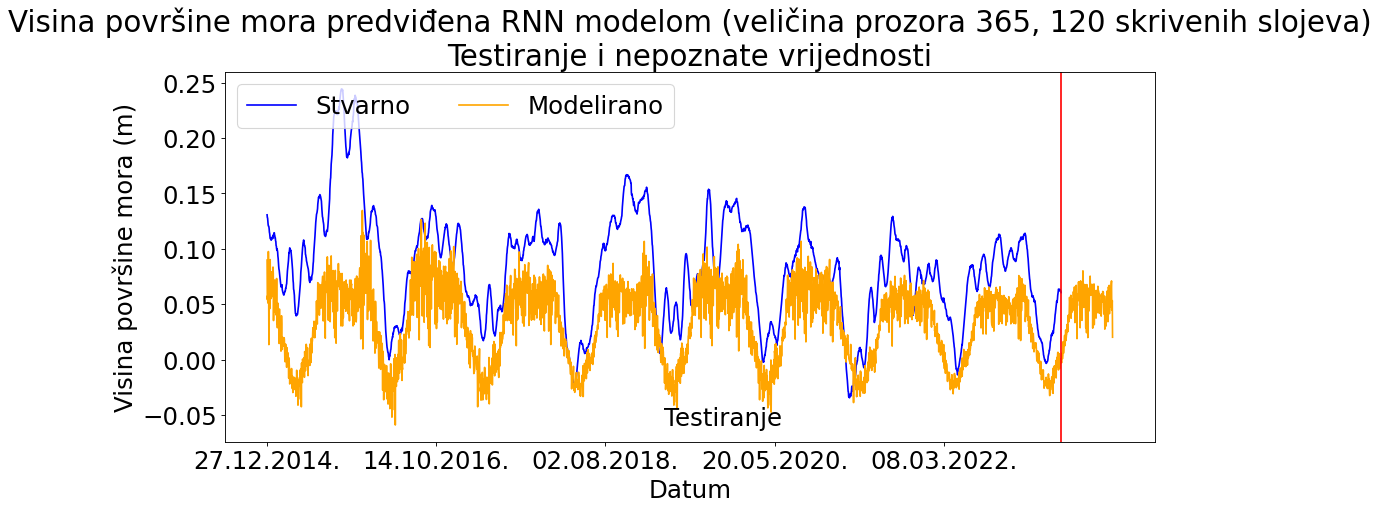 Visina površine mora predviđena RNN modelom (veličina prozora 365, 120 skrivenih slojeva)
Testiranje i nepoznate vrijednosti
Stvarno
Modelirano
Visina površine mora (m)
0.25
0.20
0.15
0.10
0.05
0.00
−0.05
Testiranje
27.12.2014.
14.10.2016.
02.08.2018.
20.05.2020.
08.03.2022.
Datum